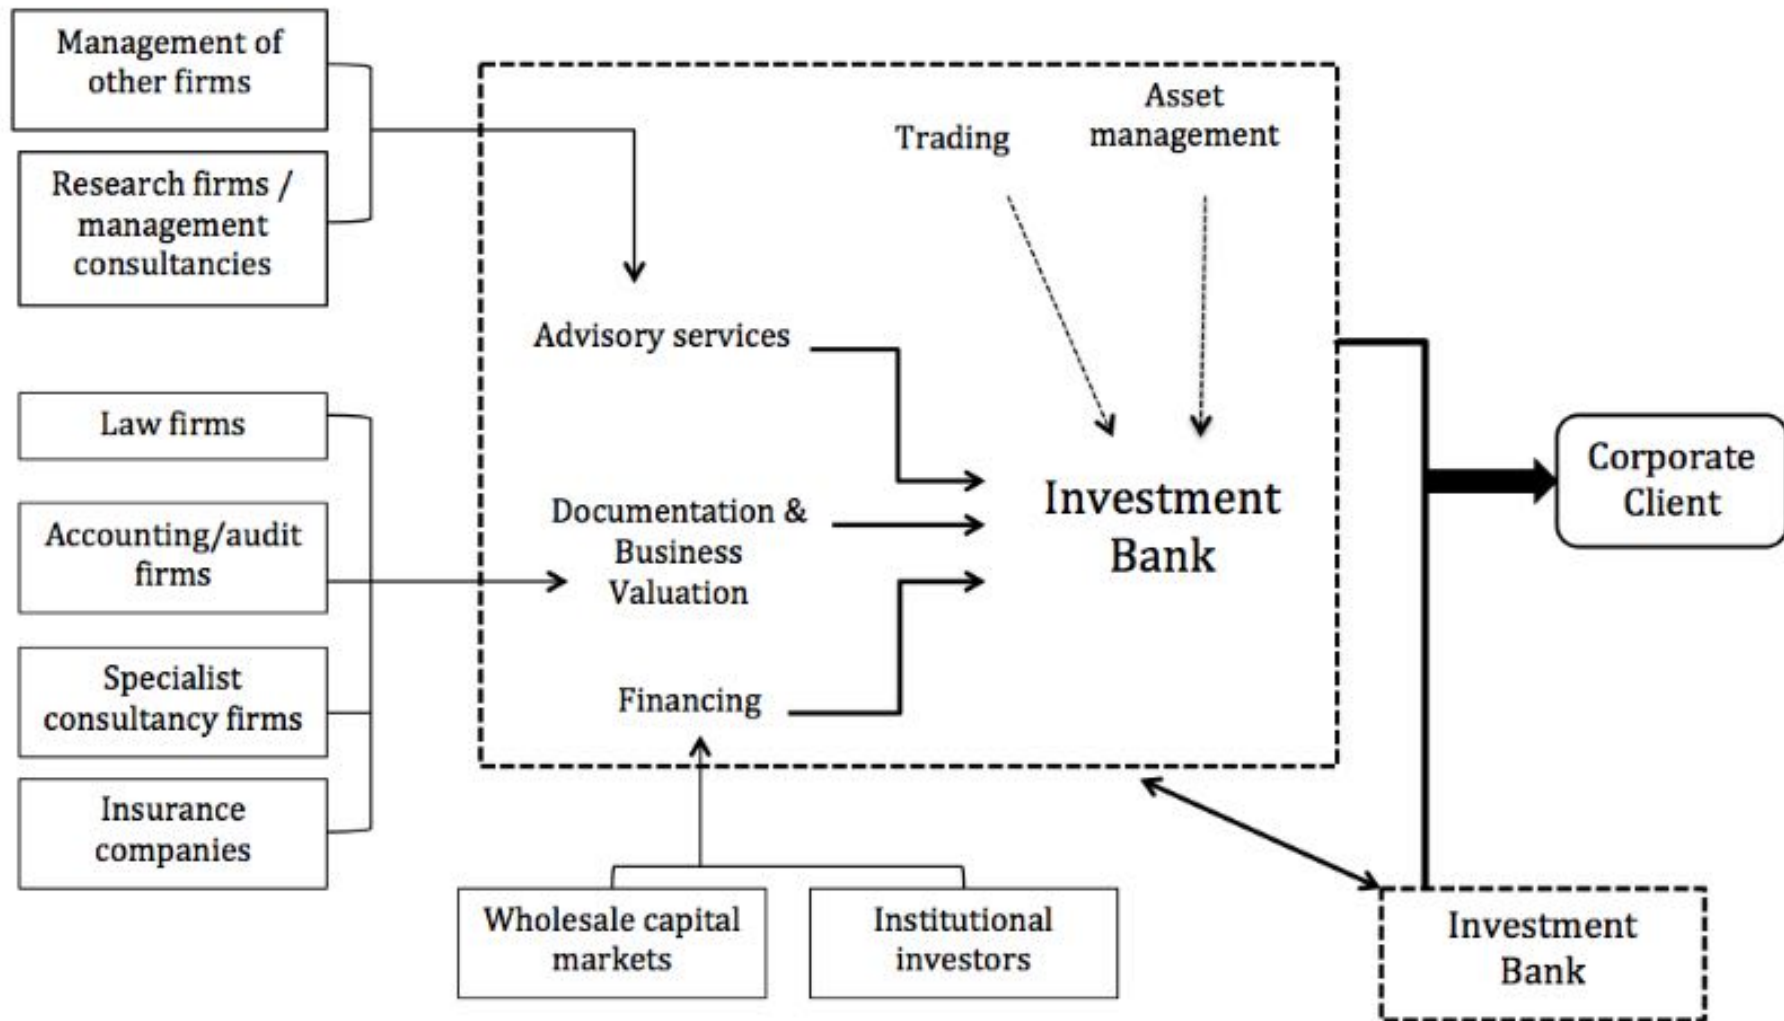 Management of
other firms
Research firms /
management
consultancies
Law firms
Accounting/audit
firms
Specialist
consultancy firms
Insurance
companies
Trading
Asset
management
Advisory services
Documentation &
Business
Valuation
Financing
Investment
Bank
Wholesale capital
markets
Institutional
investors
Corporate
Client
Investment
Bank